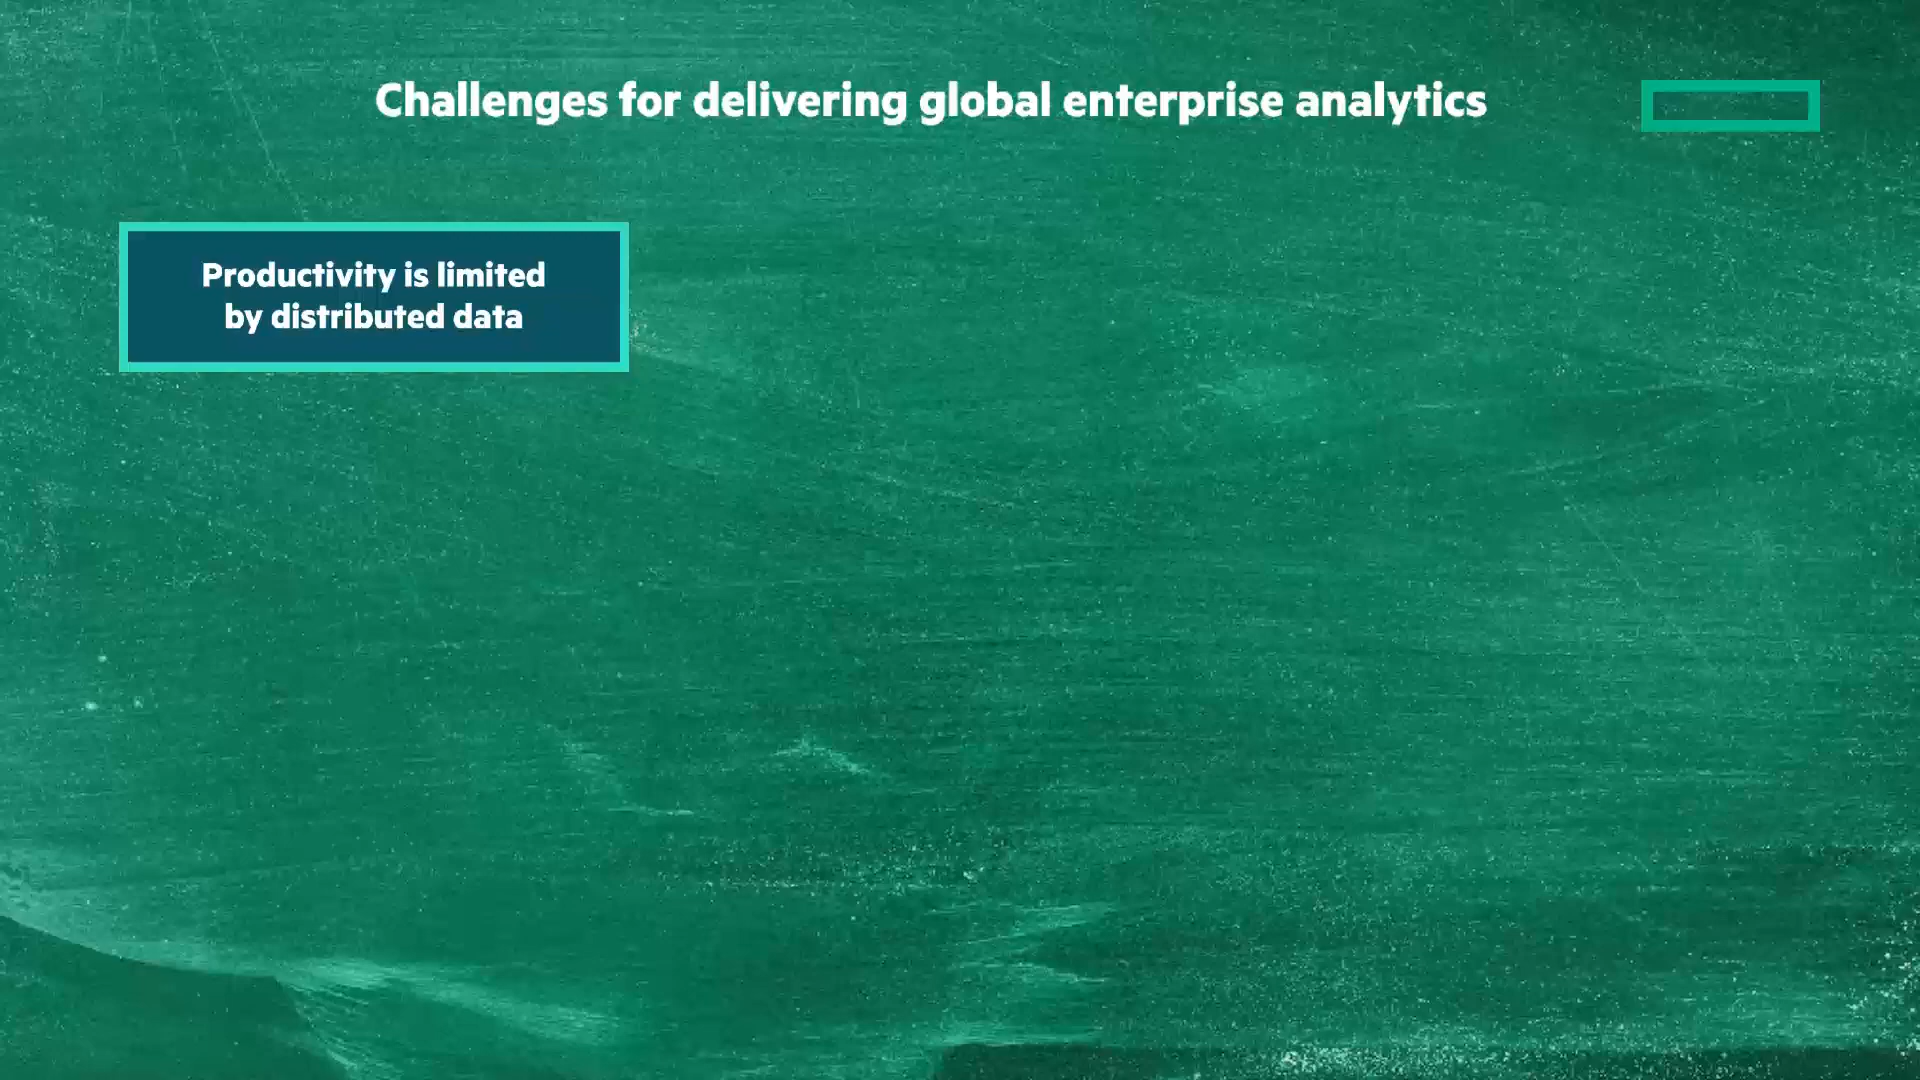 Challenges for delivering global enterprise analytics
Productivity is limited
by distributed data